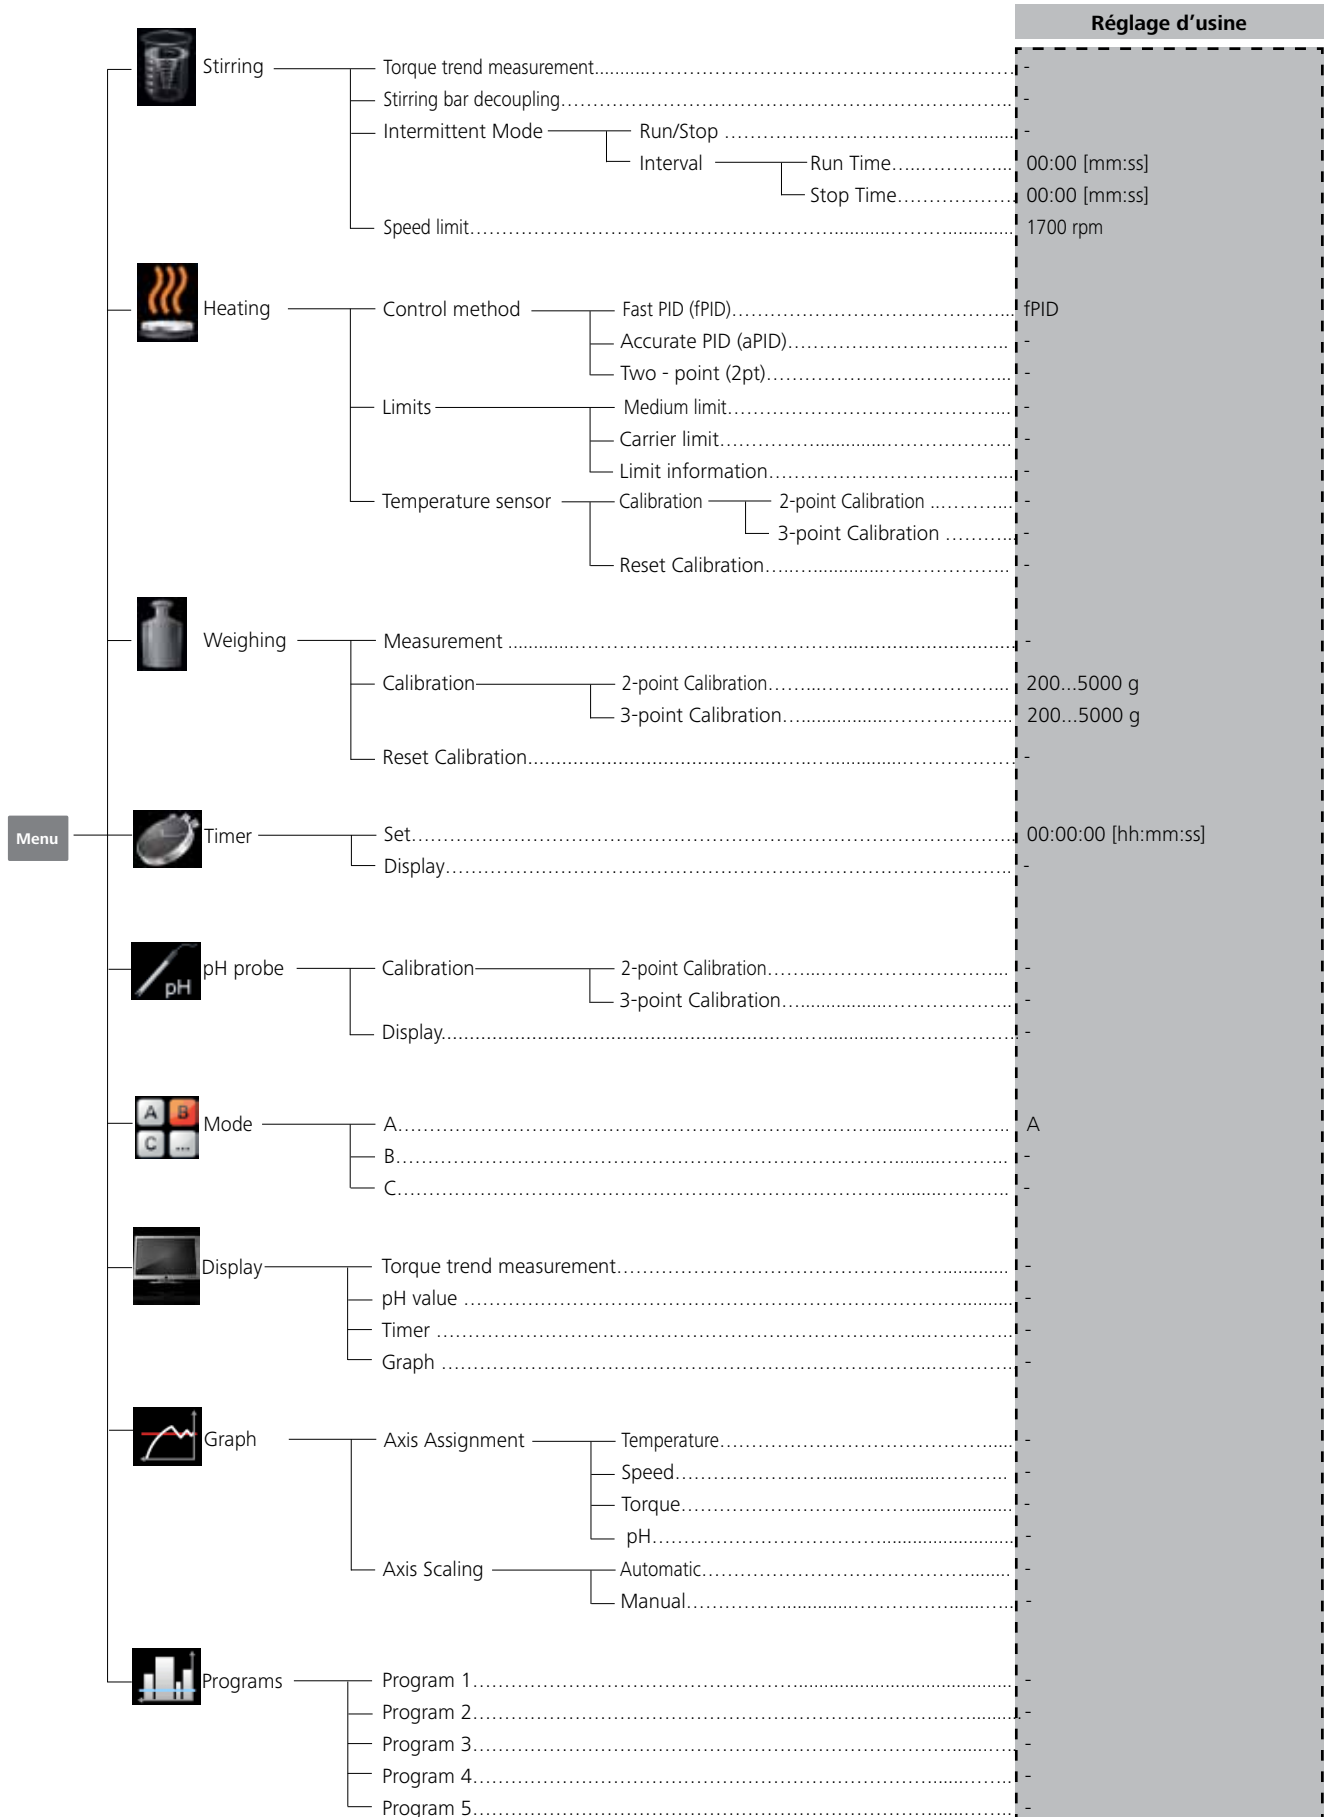 Réglage d'usine
Stirring Torque trend measurement -
Stirring bar decoupling -
Intermittent Mode Run/Stop -
Interval Run Time 00:00 [mm:ss]
Stop Time 00:00 [mm:ss]
Speed limit 1700 rpm
Heating Control method Fast PID (fPID) fPID
Accurate PID (aPID) -
Two - point (2pt) -
Limits Medium limit -
Carrier limit -
Limit information -
Temperature sensor Calibration 2-point Calibration -
3-point Calibration -
Reset Calibration -
Weighing Measurement -
Calibration 2-point Calibration 200...5000 g
3-point Calibration 200...5000 g
Reset Calibration -
Menu Timer Set 00:00:00 [hh:mm:ss]
Display -
pH pH probe Calibration 2-point Calibration -
3-point Calibration -
Display -
A B
C ...
Mode A A
B -
C -
Display Torque trend measurement -
pH value -
Timer -
Graph -
Graph Axis Assignment Temperature -
Speed -
Torque -
pH -
Axis Scaling Automatic -
Manual -
Programs Program 1 -
Program 2 -
Program 3 -
Program 4 -
Program 5 -